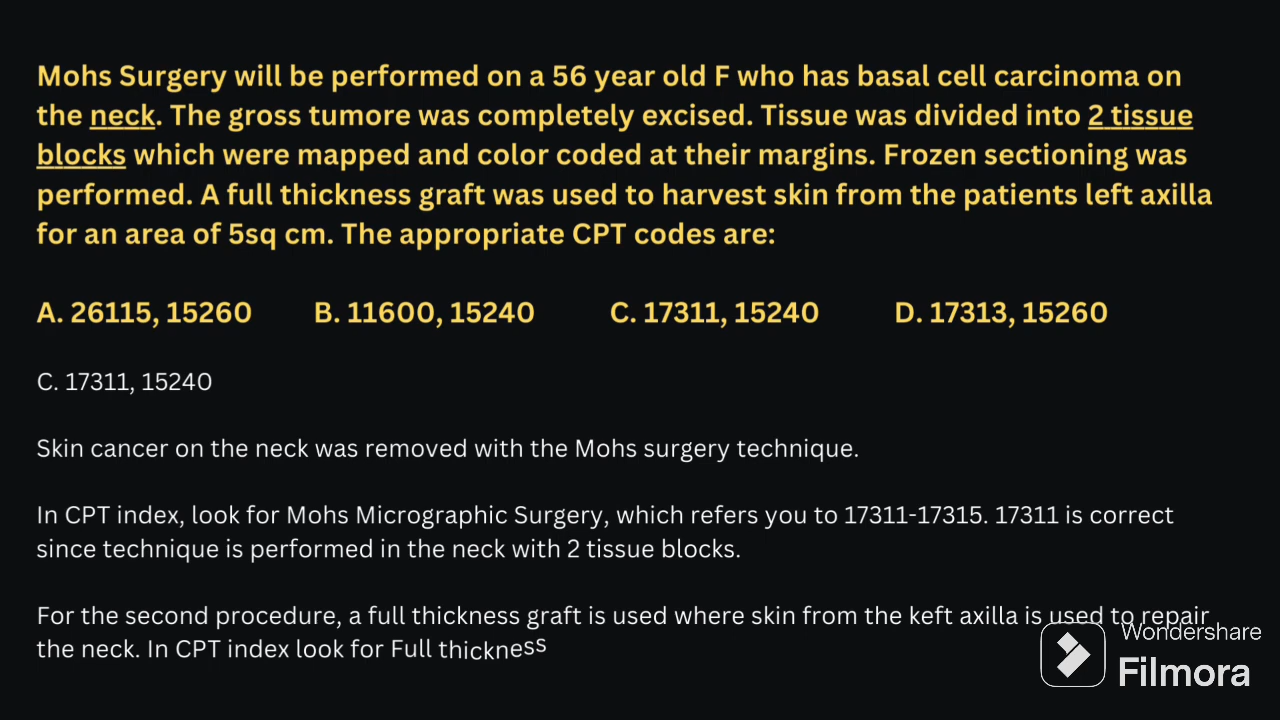 Mohs Surgery will be performed on a 56 year old F who has basal cell carcinoma on
the neck. The gross tumore was completely excised. Tissue was divided into 2 tissue
blocks which were mapped and color coded at their margins. Frozen sectioning was
performed. A full thickness graft was used to harvest skin from the patients left axilla
for an area of 5sq cm. The appropriate CPT codes are:
A. 26115, 15260 B. 11600, 15240 C. 17311, 15240 D. 17313, 15260
C. 17311, 15240
Skin cancer on the neck was removed with the Mohs surgery technique.
In CPT index, look for Mohs Micrographic Surgery, which refers you to 17311-17315. 17311 is correct
since technique is performed in the neck with 2 tissue blocks.
For the second procedure, a full thickness graft is used where skin from the keft axilla is used to repair
the neck. In CPT index look for Full thickness
Wondershare
Filmora